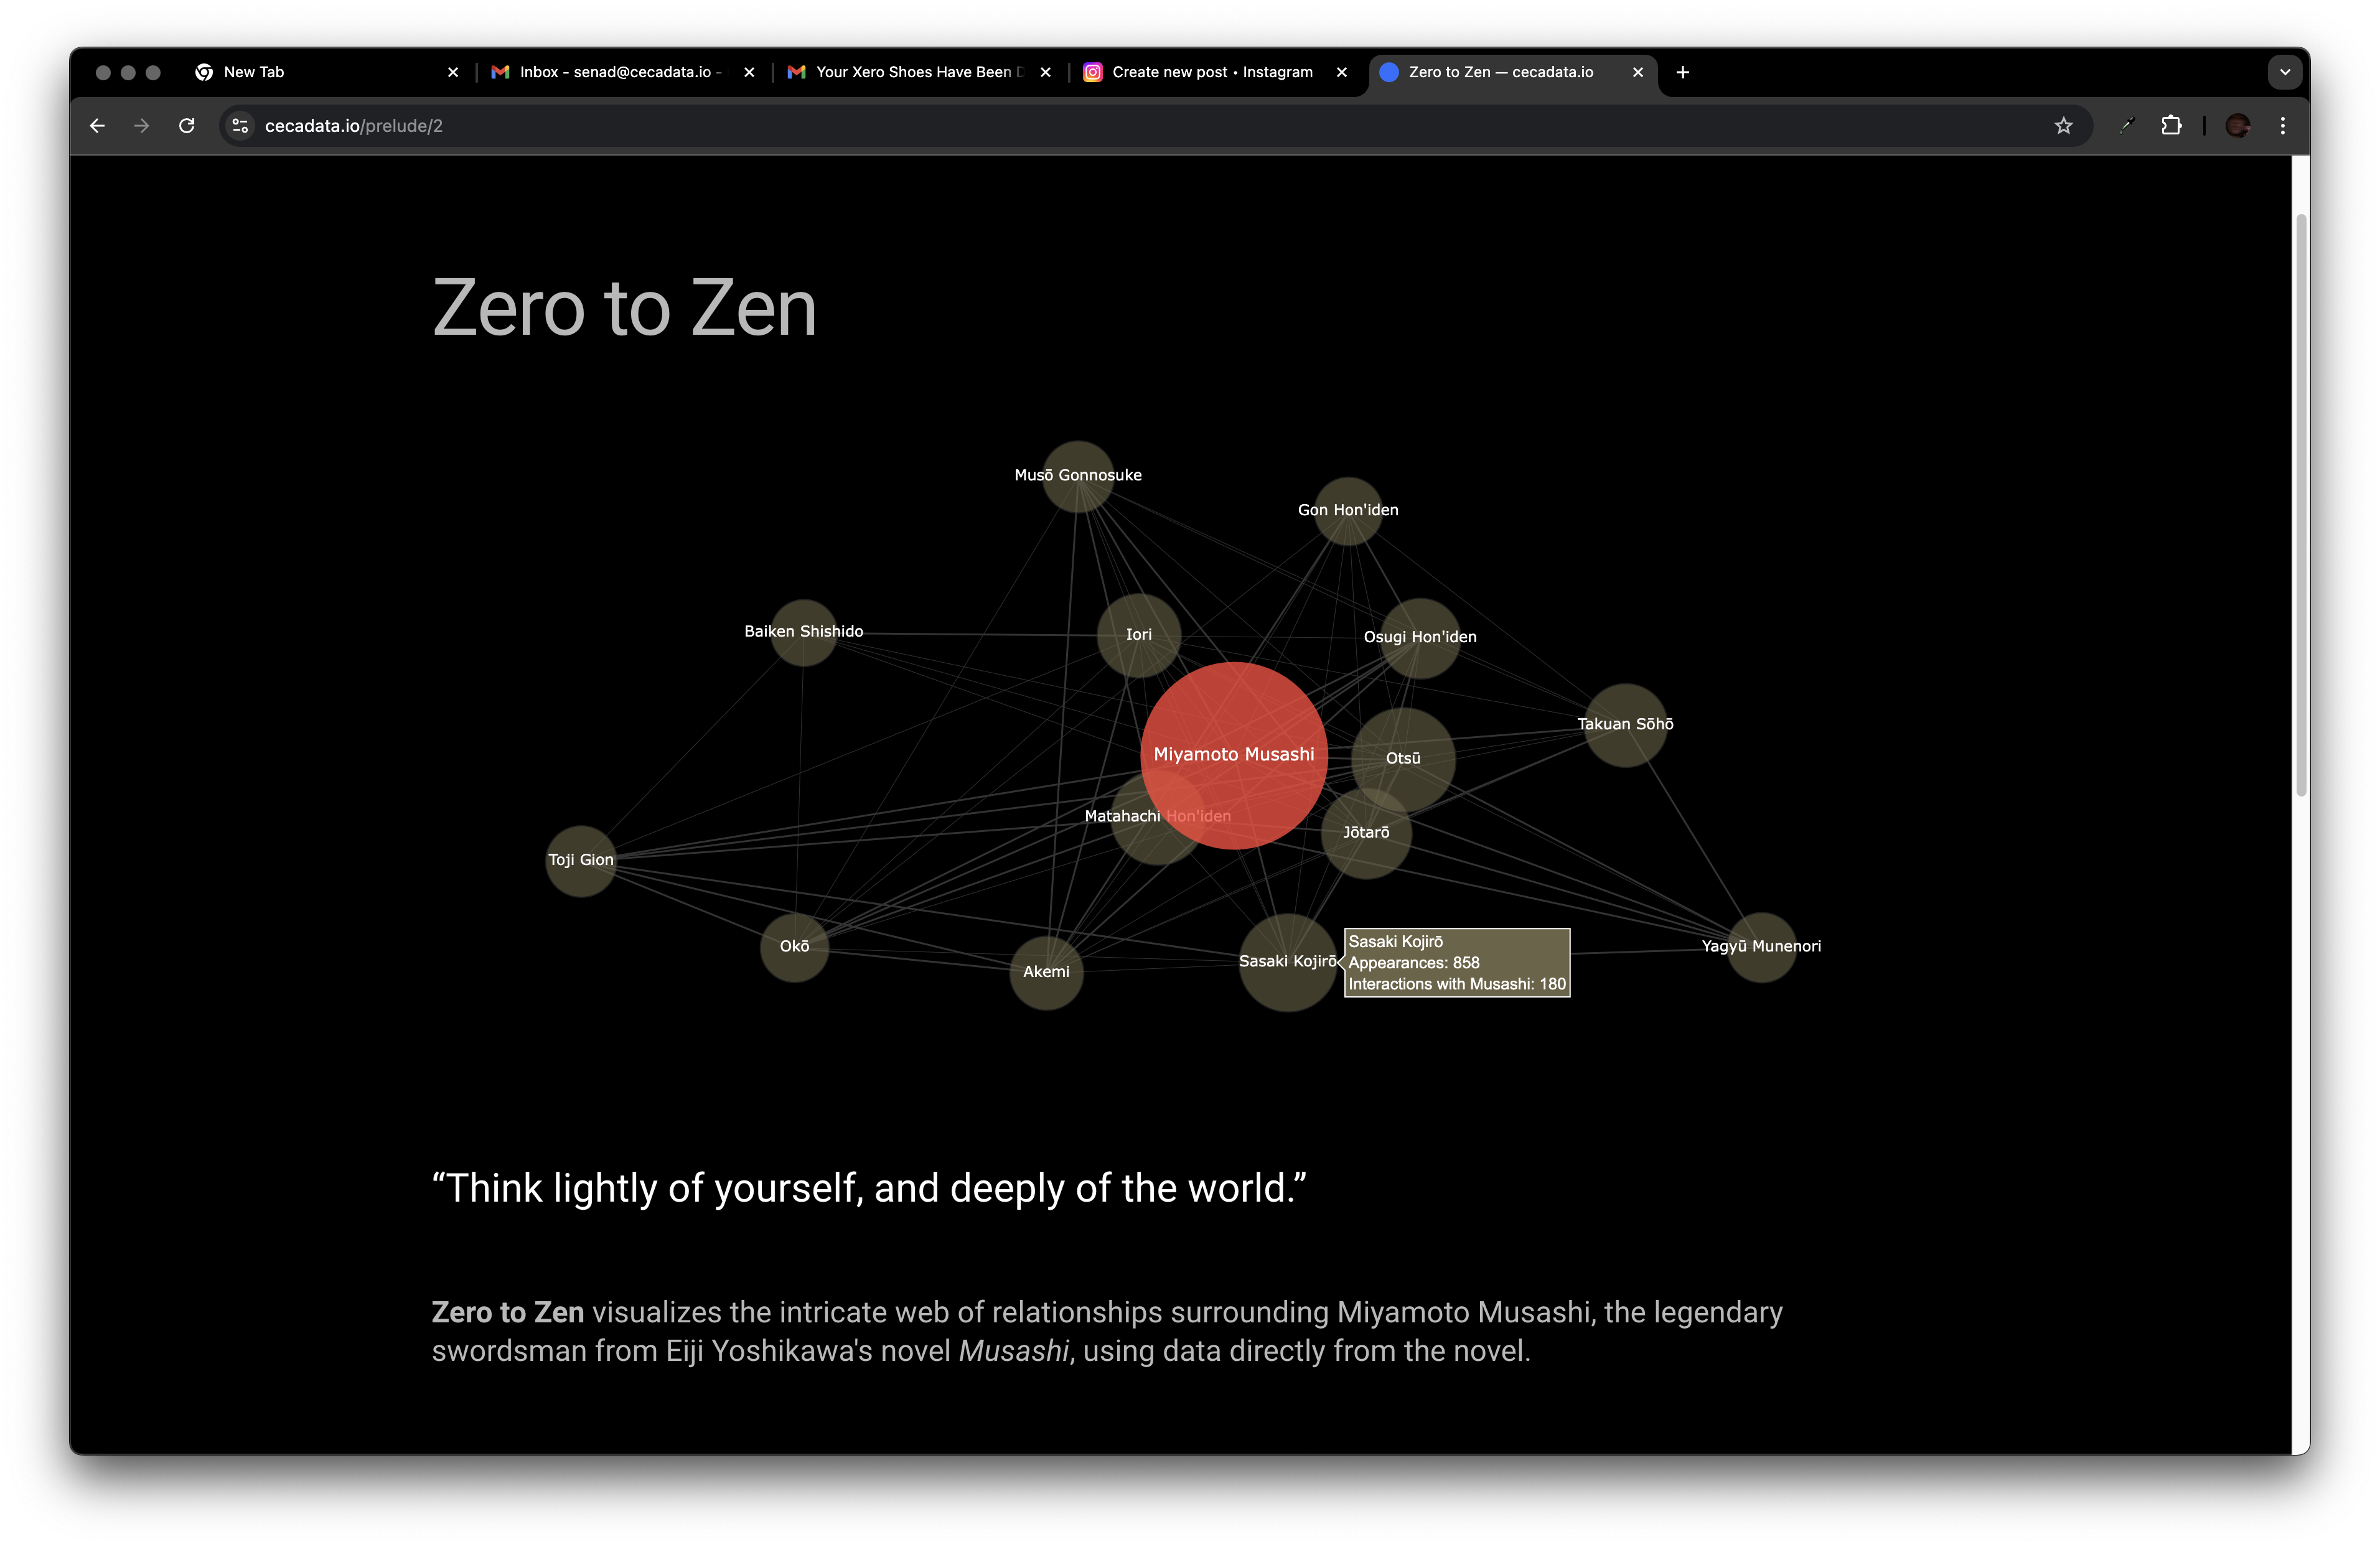 New Tab
Inbox - senad@cecadata.io -
Your Xero Shoes Have Been D
Create new post • Instagram
Zero to Zen — cecadata.io
cecadata.io/prelude/2
Zero to Zen
Musō Gonnosuke
Gon Hon'iden
Baiken Shishido
Iori
Osugi Hon'iden
Takuan Sōhō
Miyamoto Musashi
Otsū
Matahachi Hon'iden
Jōtarō
Toji Gion
Okō
Akemi
Sasaki Kojirō
Sasaki Kojirō
Appearances: 858
Interactions with Musashi: 180
Yagyū Munenori
“Think lightly of yourself, and deeply of the world.”
Zero to Zen visualizes the intricate web of relationships surrounding Miyamoto Musashi, the legendary
swordsman from Eiji Yoshikawa's novel Musashi, using data directly from the novel.